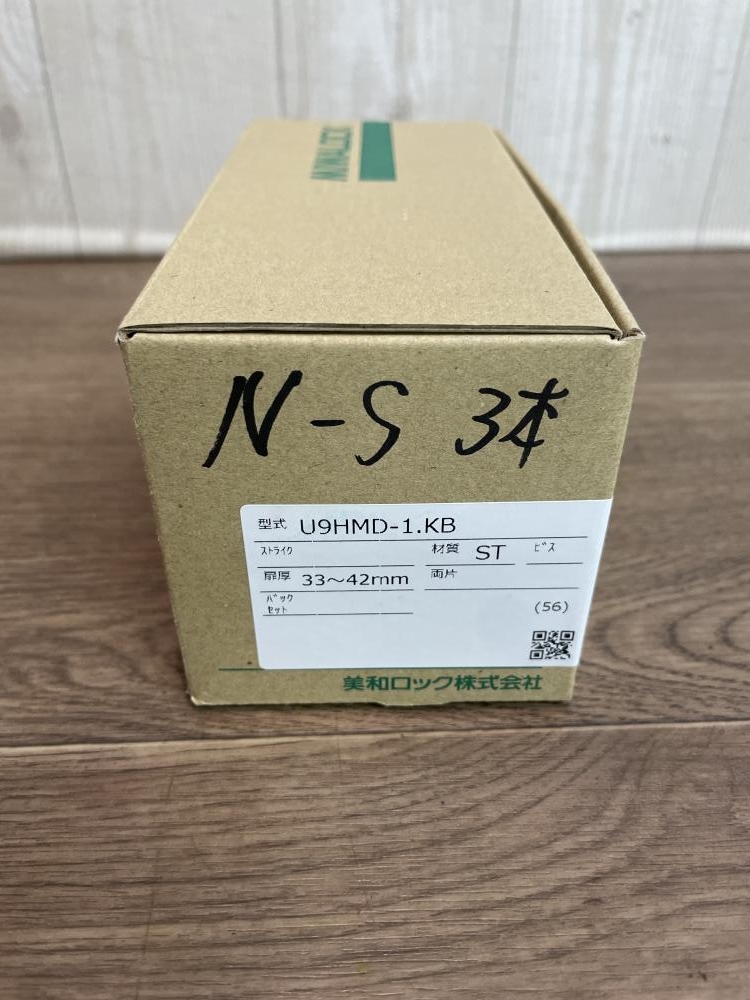 MIWA LOCK
N-S 3本
型式 U9HMD-1.KB
ストライク 材質 ST ビス
扉厚 33～42mm 両片
バック
セット (56)
美和ロック株式会社